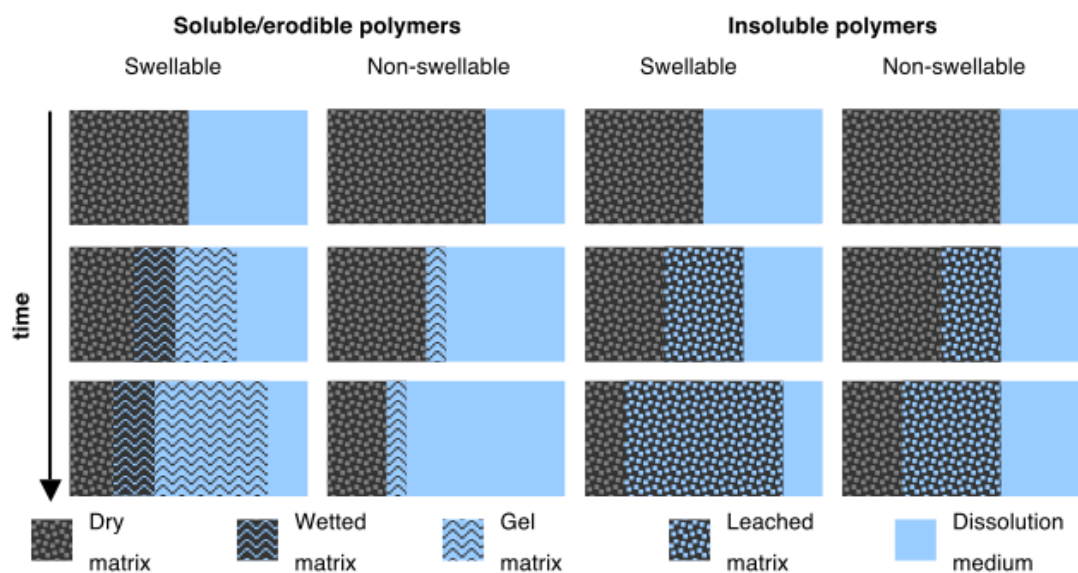 Soluble/erodible polymers
Insoluble polymers
Swellable
Non-swellable
Swellable
Non-swellable
time
Dry matrix
Wetted matrix
Gel matrix
Leached matrix
Dissolution medium